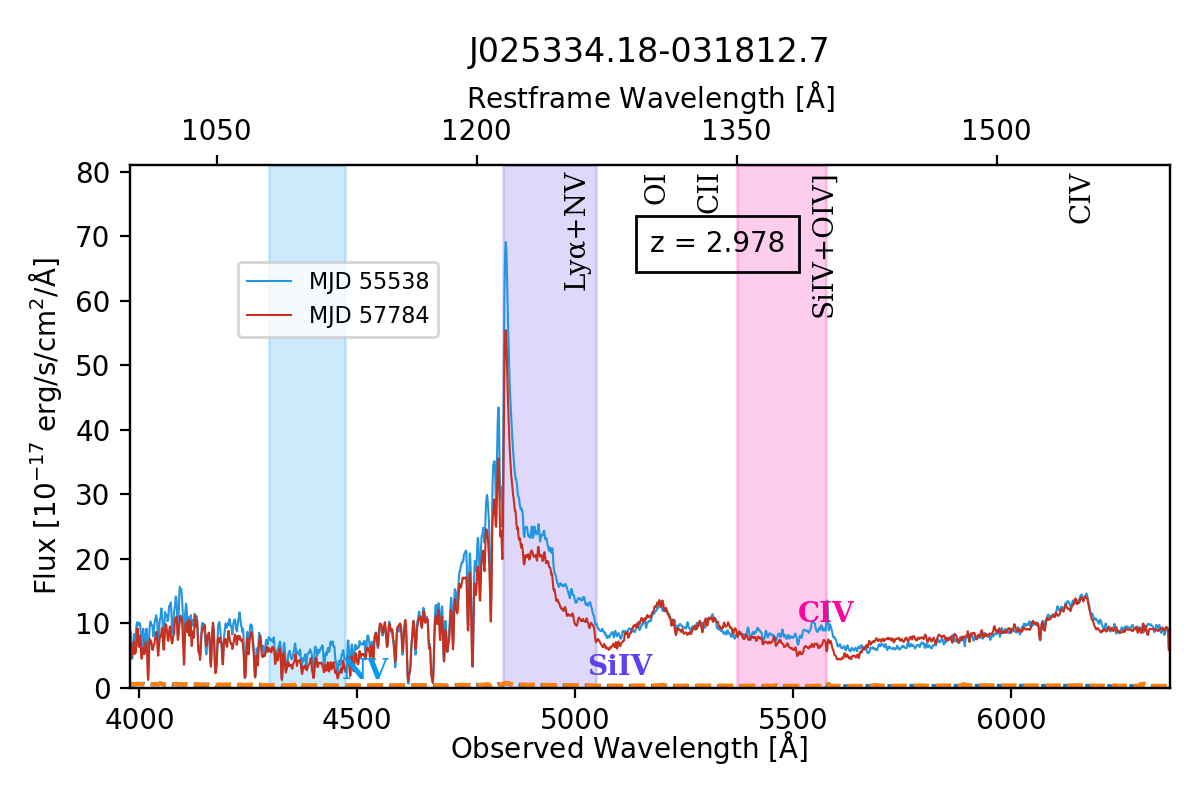 J025334.18-031812.7
Restframe Wavelength [Å]
1050 1200 1350 1500
80
70
60
50
40
30
20
10
0
Flux [10⁻¹⁷ erg/s/cm²/Å]
Lyα+NV
OI
CII
SiIV+OIV]
CIV
z = 2.978
MJD 55538
MJD 57784
CIV
SiIV
NV
4000 4500 5000 5500 6000
Observed Wavelength [Å]